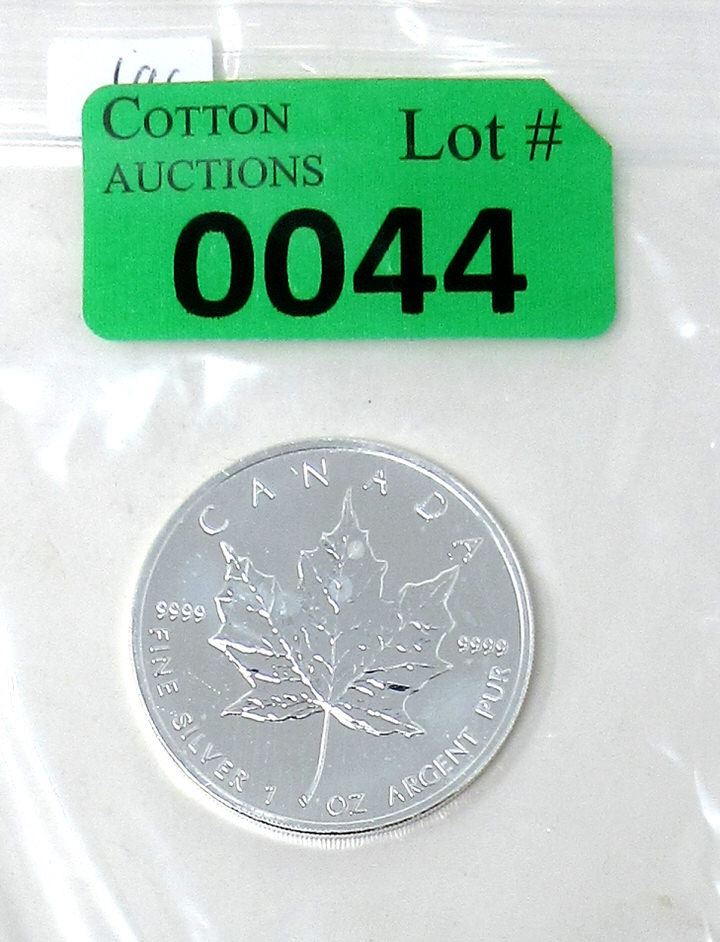 COTTON
AUCTIONS
Lot #
0044
CANADA
9999
9999
FINE SILVER 1 OZ ARGENT PUR